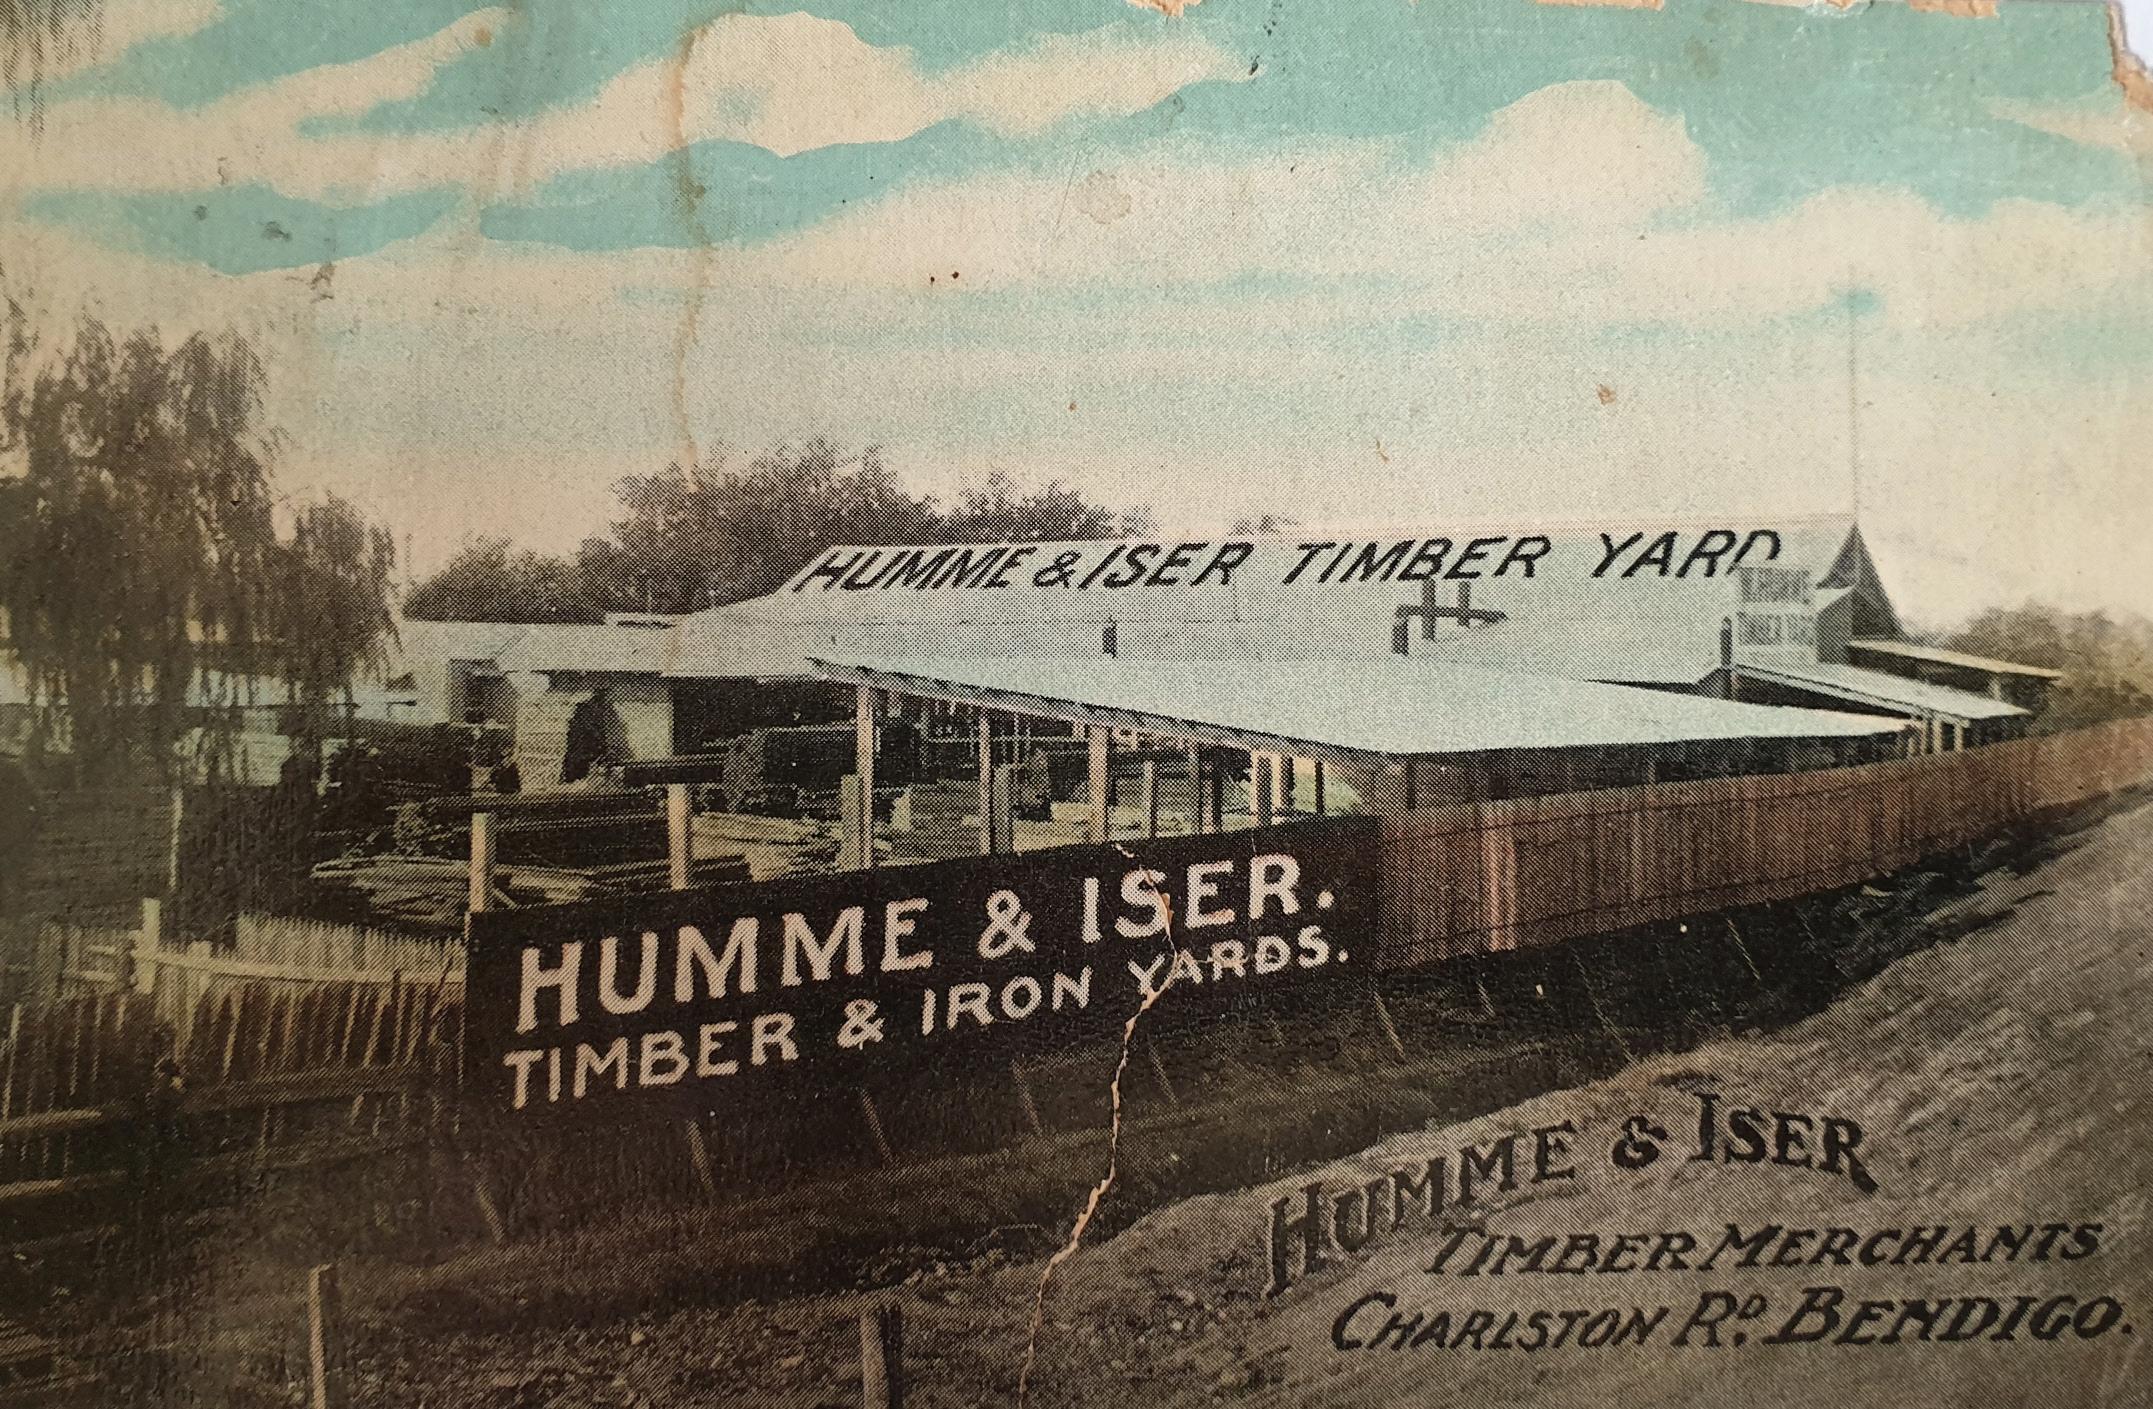 HUMME & ISER TIMBER YARD
HUMME & ISER.
TIMBER & IRON YARDS.
HUMME & ISER
TIMBER MERCHANTS
CHARLSTON RD. BENDIGO.